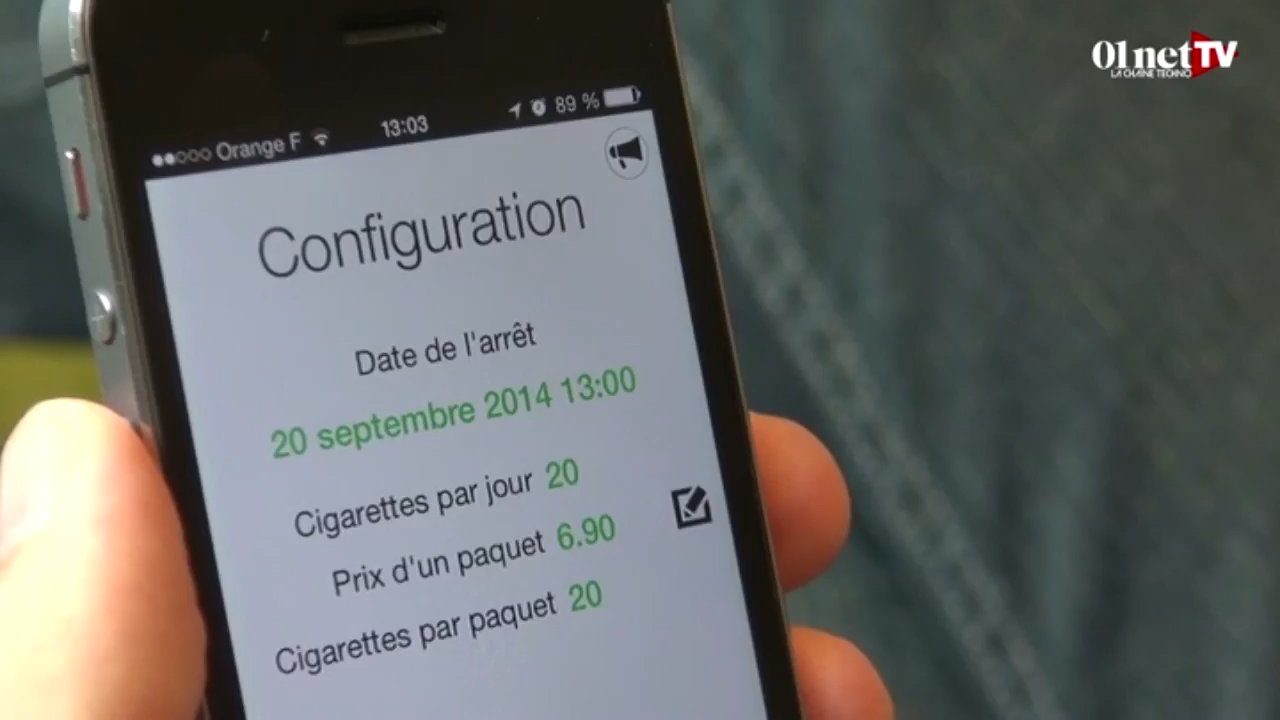 01net TV
LA CHAÎNE TECHNO
Orange F 13:03 89 %
Configuration
Date de l'arrêt
20 septembre 2014 13:00
Cigarettes par jour 20
Prix d'un paquet 6.90
Cigarettes par paquet 20